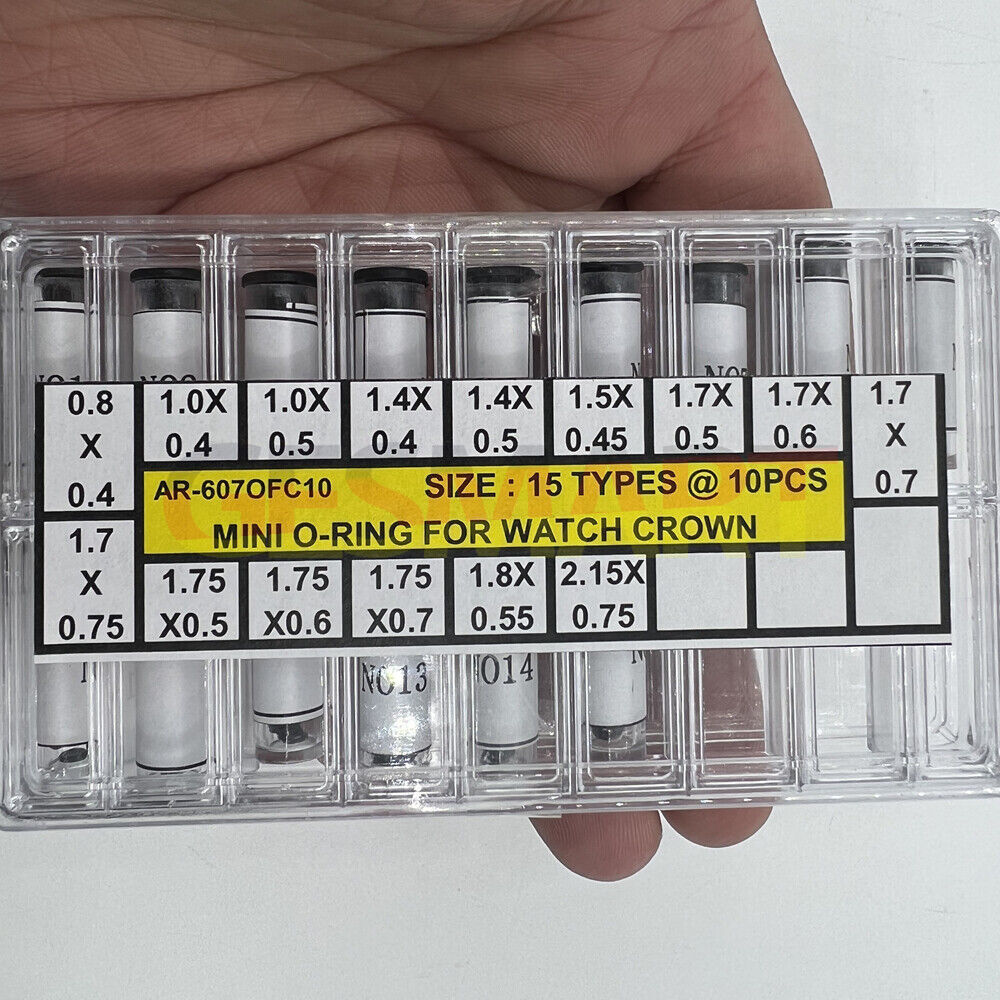 0.8 X 0.4
1.0X 0.4
1.0X 0.5
1.4X 0.4
1.4X 0.5
1.5X 0.45
1.7X 0.5
1.7X 0.6
1.7 X 0.7
AR-607OFC10
SIZE : 15 TYPES @ 10PCS
MINI O-RING FOR WATCH CROWN
1.7 X 0.75
1.75 X0.5
1.75 X0.6
1.75 X0.7
1.8X 0.55
2.15X 0.75
NO13
NO14